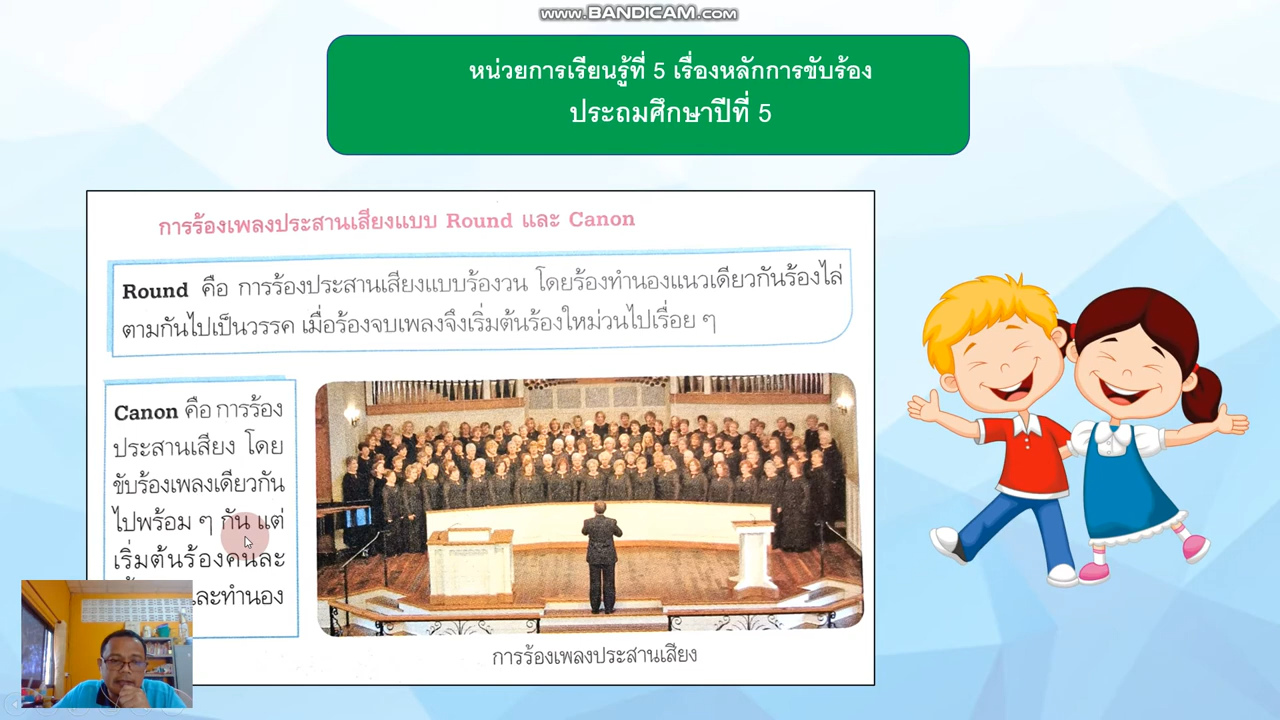 www.BANDICAM.com
หน่วยการเรียนรู้ที่ 5 เรื่องหลักการขับร้อง
ประถมศึกษาปีที่ 5
การร้องเพลงประสานเสียงแบบ Round และ Canon
Round คือ การร้องประสานเสียงแบบร้องวน โดยร้องทำนองแนวเดียวกันร้องไล่
ตามกันไปเป็นวรรค เมื่อร้องจบเพลงจึงเริ่มต้นร้องใหม่วนไปเรื่อย ๆ
Canon คือ การร้อง
ประสานเสียง โดย
ขับร้องเพลงเดียวกัน
ไปพร้อม ๆ กัน แต่
เริ่มต้นร้องคนละ
และทำนอง
การร้องเพลงประสานเสียง